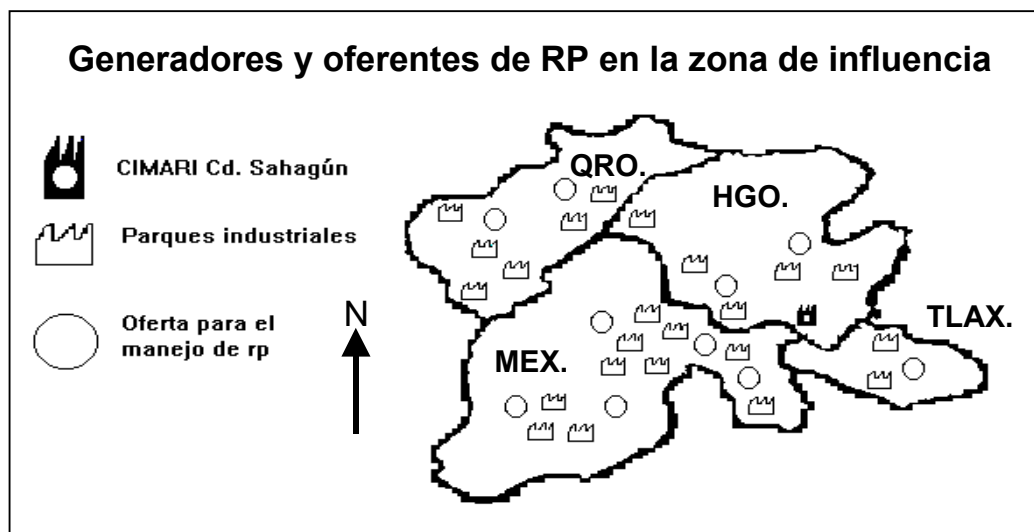 Generadores y oferentes de RP en la zona de influencia
CIMARI Cd. Sahagún
Parques industriales
Oferta para el
manejo de rp
N
QRO.
HGO.
TLAX.
MEX.